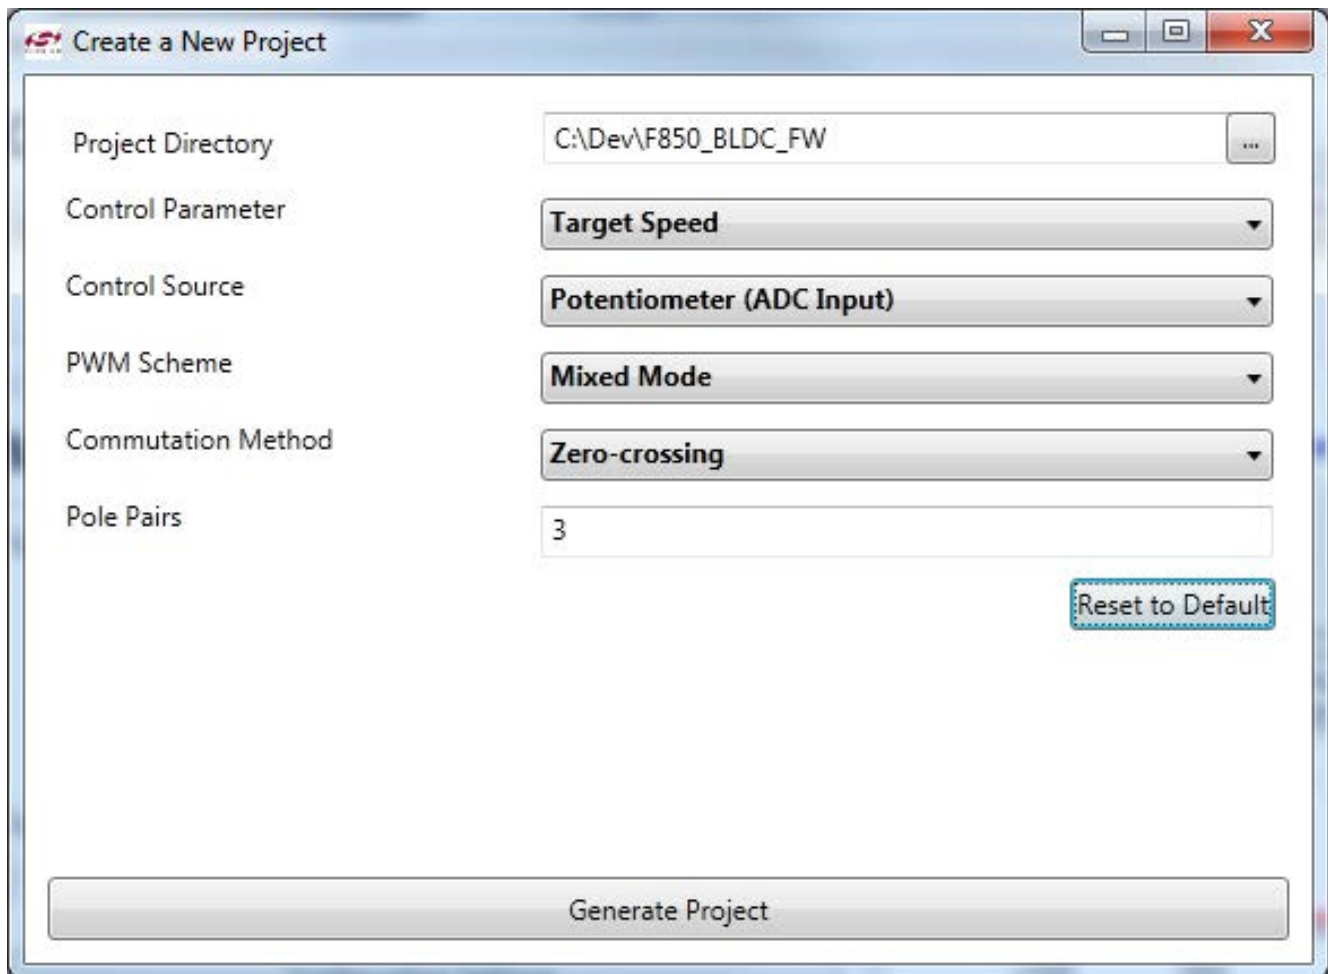 Create a New Project
Project Directory C:\Dev\F850_BLDC_FW ...
Control Parameter Target Speed
Control Source Potentiometer (ADC Input)
PWM Scheme Mixed Mode
Commutation Method Zero-crossing
Pole Pairs 3
Reset to Default
Generate Project